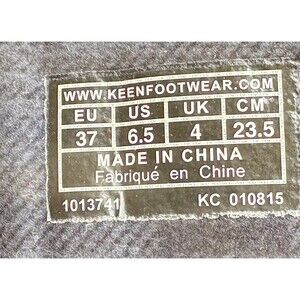 WWW.KEENFOOTWEAR.COM
EU US UK CM
37 6.5 4 23.5
MADE IN CHINA
Fabriqué en Chine
1013741 KC 010815